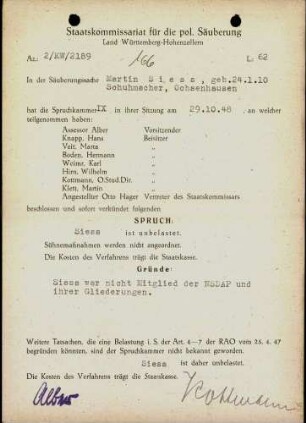 Staatskommissariat für die pol. Säuberung
Land Württemberg-Hohenzollern
Az: 2/KW/2189 166 L: 62
In der Säuberungssache Martin S i e s s , geb.24.1.10
Schuhmacher, Ochsenhausen
hat die Spruchkammer IX in ihrer Sitzung am 29.10.48 , an welcher
teilgenommen haben:
Assessor Alber Vorsitzender
Knapp, Hans Beisitzer
Veit, Marta "
Boden, Hermann "
Weimt, Karl "
Hirn, Wilhelm "
Kottmann, O.Stud.Dir. "
Klett, Martin "
Angestellter Otto Hager Vertreter des Staatskommissars
beschlossen und sofort verkündet folgenden
SPRUCH:
Siess
ist unbelastet.
Sühnemaßnahmen werden nicht angeordnet.
Die Kosten des Verfahrens trägt die Staatskasse.
Gründe:
Siess war nicht Mitglied der NSDAP und
ihrer Gliederungen.
Weitere Tatsachen, die eine Belastung i. S. der Art. 4—7 der RAO vom 25. 4. 47
begründen könnten, sind der Spruchkammer nicht bekannt geworden.
Siess ist daher unbelastet.
Die Kosten des Verfahrens trägt die Staatskasse.
Alber Kottmann